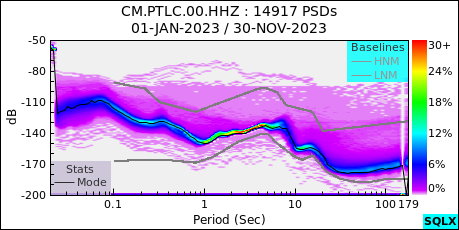 CM.PTLC.00.HHZ : 14917 PSDs
01-JAN-2023 / 30-NOV-2023
-50
-80
-110
-140
-170
-200
dB
Baselines
HNM
LNM
Stats
Mode
30+
24%
18%
12%
6%
0%
0.1
1
10
100
179
Period (Sec)
SQLX